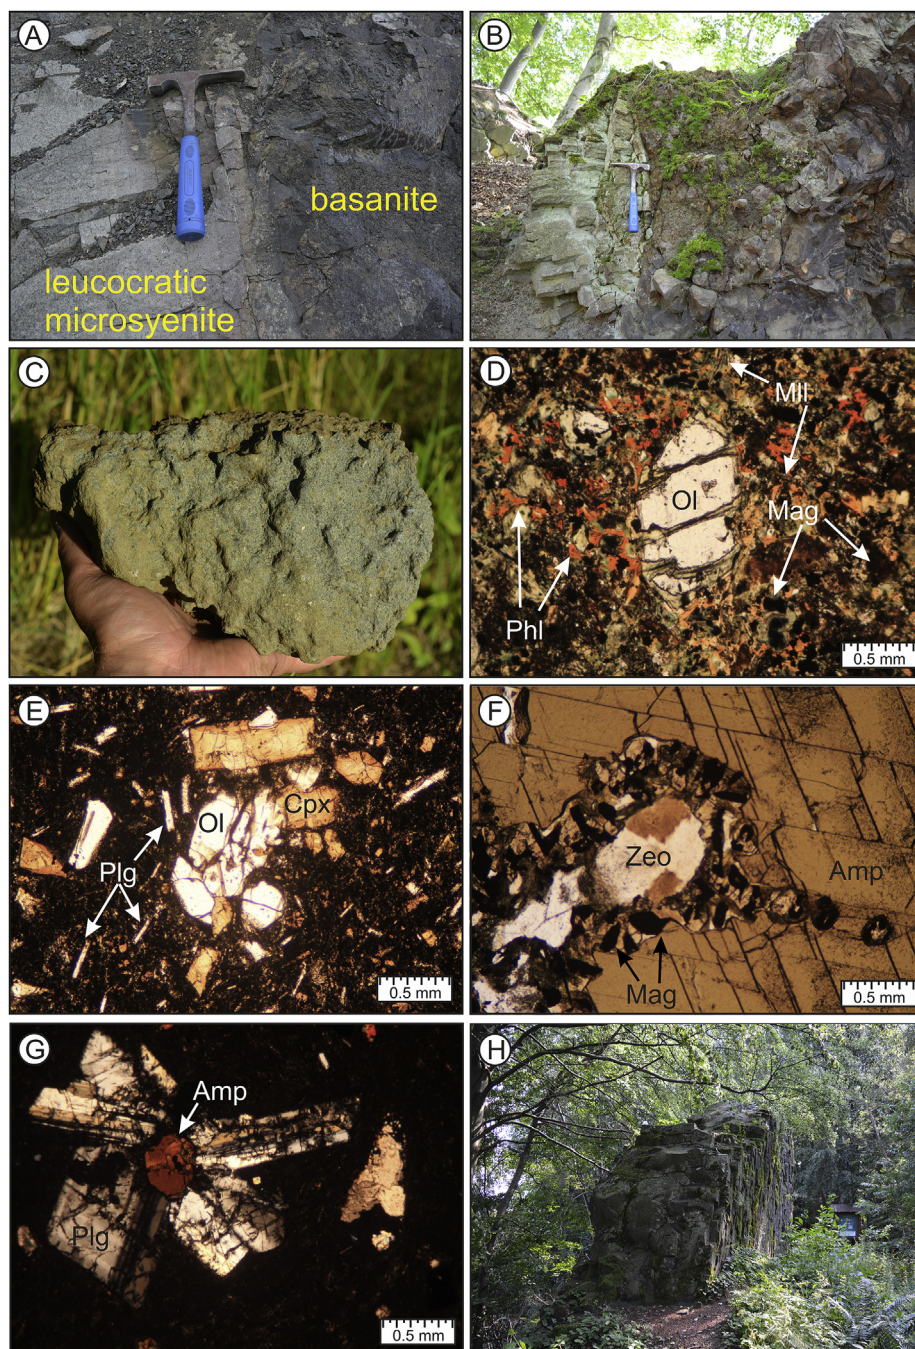 A
basanite
leucocratic
microsyenite
B
C
D
Mll
Ol
Mag
Phl
0.5 mm
E
Cpx
Ol
Plg
0.5 mm
F
Zeo
Amp
Mag
0.5 mm
G
Amp
Plg
0.5 mm
H